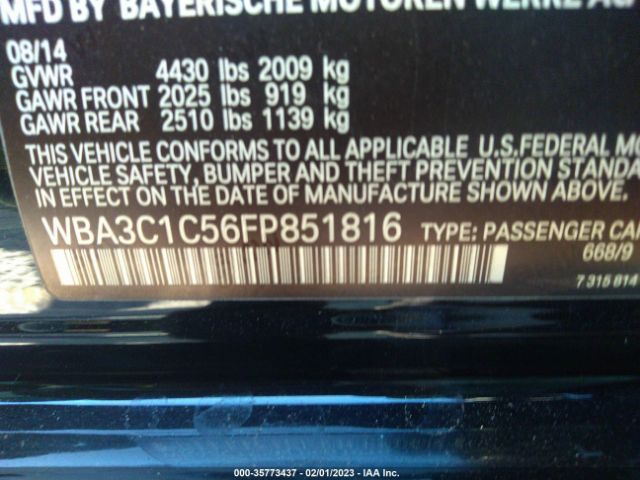 MFD BY BAYERISCHE MOTOREN WERKE AG
08/14
GVWR 4430 lbs 2009 kg
GAWR FRONT 2025 lbs 919 kg
GAWR REAR 2510 lbs 1139 kg
THIS VEHICLE CONFORMS TO ALL APPLICABLE U.S.FEDERAL MO
VEHICLE SAFETY, BUMPER AND THEFT PREVENTION STANDA
IN EFFECT ON THE DATE OF MANUFACTURE SHOWN ABOVE.
WBA3C1C56FP851816 TYPE: PASSENGER CAR
668/9
7 315 814
000-35773437 - 02/01/2023 - IAA Inc.